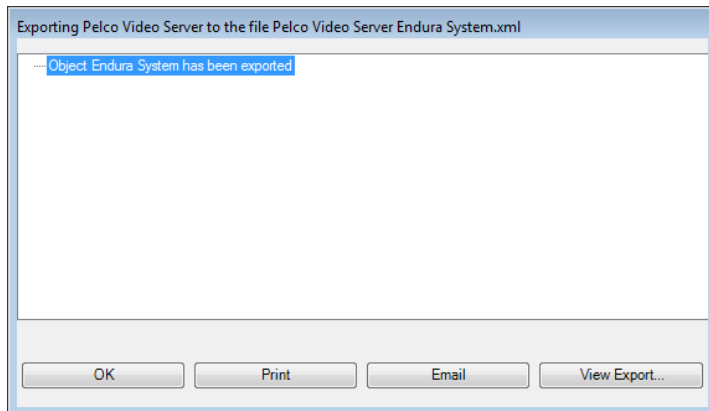 Exporting Pelco Video Server to the file Pelco Video Server Endura System.xml
Object Endura System has been exported
OK
Print
Email
View Export...